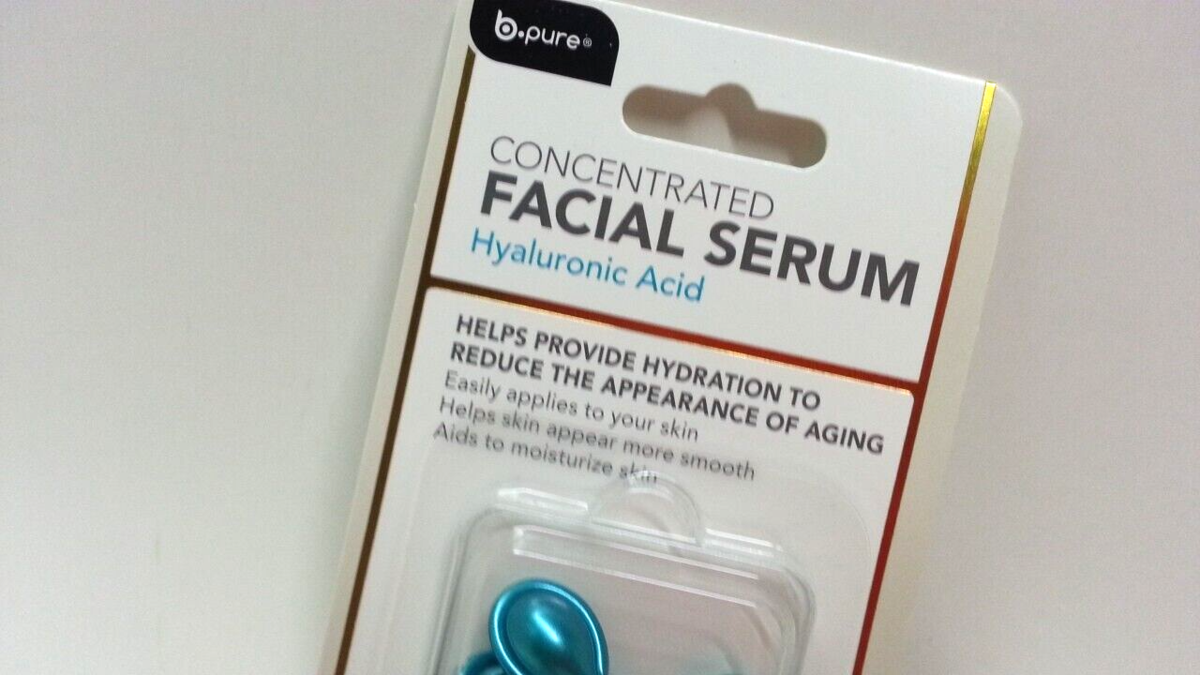 b.pure®
CONCENTRATED
FACIAL SERUM
Hyaluronic Acid
HELPS PROVIDE HYDRATION TO
REDUCE THE APPEARANCE OF AGING
Easily applies to your skin
Helps skin appear more smooth
Aids to moisturize skin